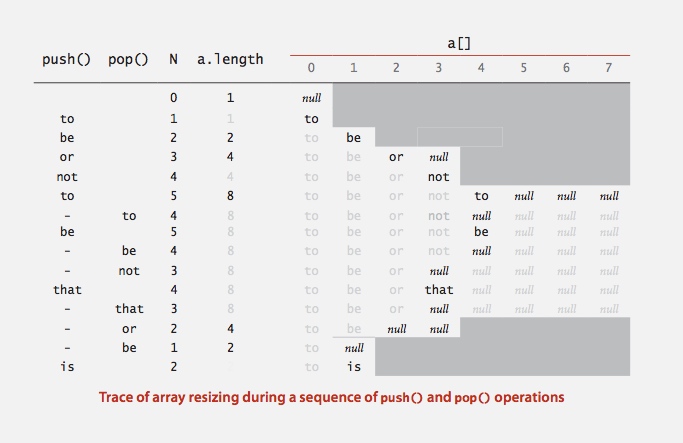 a[]
push() pop() N a.length 0 1 2 3 4 5 6 7
0 1 null
to 1 1 to
be 2 2 to be
or 3 4 to be or null
not 4 4 to be or not
to 5 8 to be or not to null null null
- to 4 8 to be or not null null null null
be 5 8 to be or not be null null null
- be 4 8 to be or not null null null null
- not 3 8 to be or null null null null null
that 4 8 to be or that null null null null
- that 3 8 to be or null null null null null
- or 2 4 to be null null
- be 1 2 to null
is 2 to is
Trace of array resizing during a sequence of push() and pop() operations